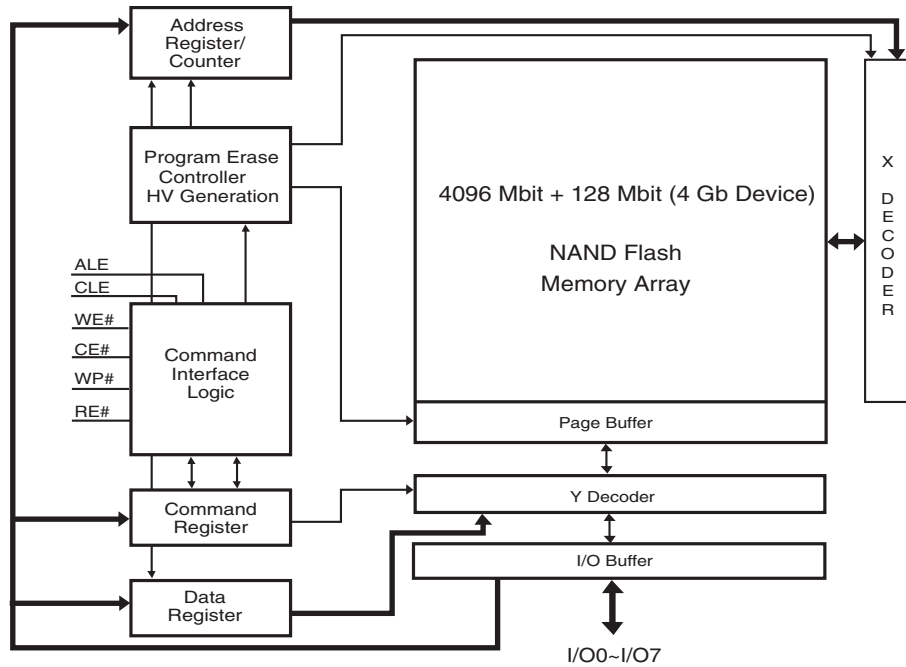 Address
Register/
Counter
Program Erase
Controller
HV Generation
4096 Mbit + 128 Mbit (4 Gb Device)
NAND Flash
Memory Array
X
D
E
C
O
D
E
R
ALE
CLE
WE#
CE#
WP#
RE#
Command
Interface
Logic
Page Buffer
Command
Register
Y Decoder
I/O Buffer
Data
Register
I/O0~I/O7